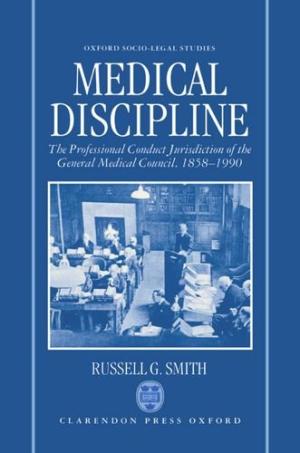 OXFORD SOCIO-LEGAL STUDIES
MEDICAL
DISCIPLINE
The Professional Conduct Jurisdiction of the
General Medical Council, 1858–1990
RUSSELL G. SMITH
CLARENDON PRESS OXFORD